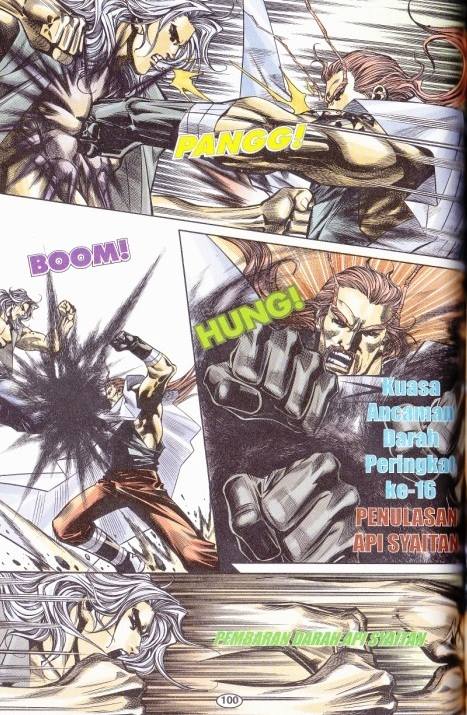 PANGG!
BOOM!
HUNG!
Kuasa
Ancaman
Darah
Peringkat
ke-16
PENULASAN
API SYAITAN
PEMBARAN DARAH API SYAITAN
100